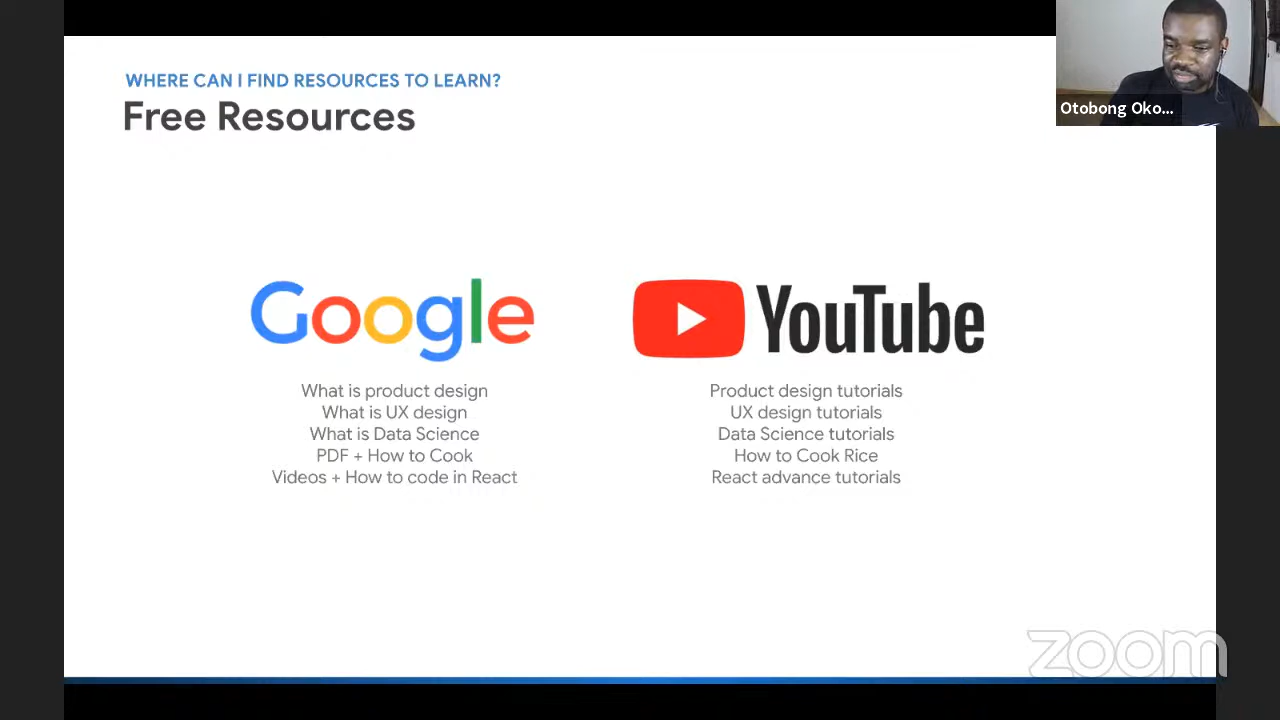 WHERE CAN I FIND RESOURCES TO LEARN?
Free Resources
Otobong Oko...
Google
What is product design
What is UX design
What is Data Science
PDF + How to Cook
Videos + How to code in React
YouTube
Product design tutorials
UX design tutorials
Data Science tutorials
How to Cook Rice
React advance tutorials
zoom